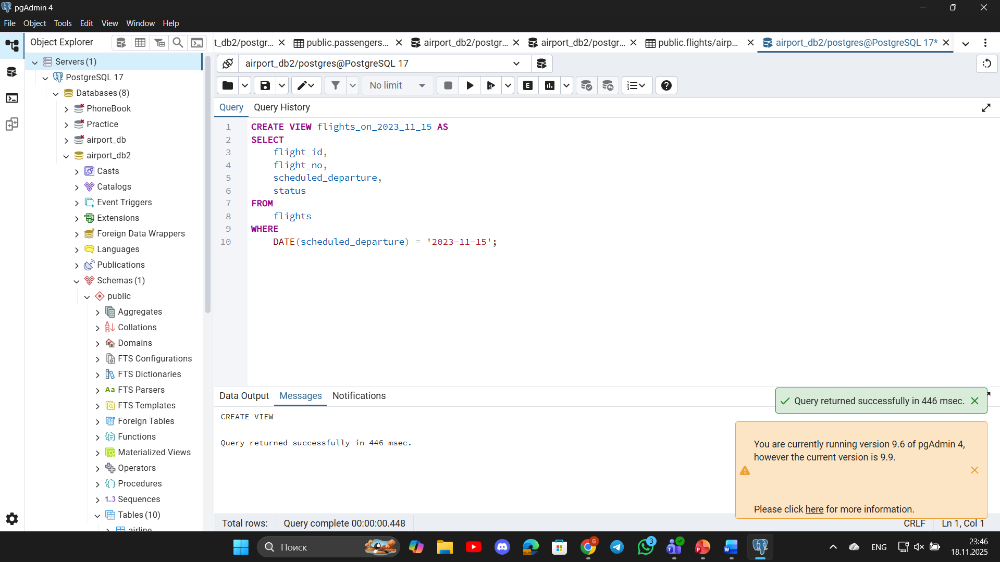 pgAdmin 4
File Object Tools Edit View Window Help
Object Explorer
t_db2/postgr... public.passengers... airport_db2/postgr... airport_db2/postgr... public.flights/airp... airport_db2/postgres@PostgreSQL 17*
Servers (1)
PostgreSQL 17
Databases (8)
PhoneBook
Practice
airport_db
airport_db2
Casts
Catalogs
Event Triggers
Extensions
Foreign Data Wrappers
Languages
Publications
Schemas (1)
public
Aggregates
Collations
Domains
FTS Configurations
FTS Dictionaries
Aa FTS Parsers
FTS Templates
Foreign Tables
Functions
Materialized Views
Operators
Procedures
1..3 Sequences
Tables (10)
airline
airport_db2/postgres@PostgreSQL 17
No limit
E
Query Query History
1 CREATE VIEW flights_on_2023_11_15 AS
2 SELECT
3 flight_id,
4 flight_no,
5 scheduled_departure,
6 status
7 FROM
8 flights
9 WHERE
10 DATE(scheduled_departure) = '2023-11-15';
Data Output Messages Notifications
CREATE VIEW
Query returned successfully in 446 msec.
Query returned successfully in 446 msec.
You are currently running version 9.6 of pgAdmin 4,
however the current version is 9.9.
Please click here for more information.
Total rows: Query complete 00:00:00.448
CRLF Ln 1, Col 1
Поиск
G
3
P
W
ENG
23:46
18.11.2025